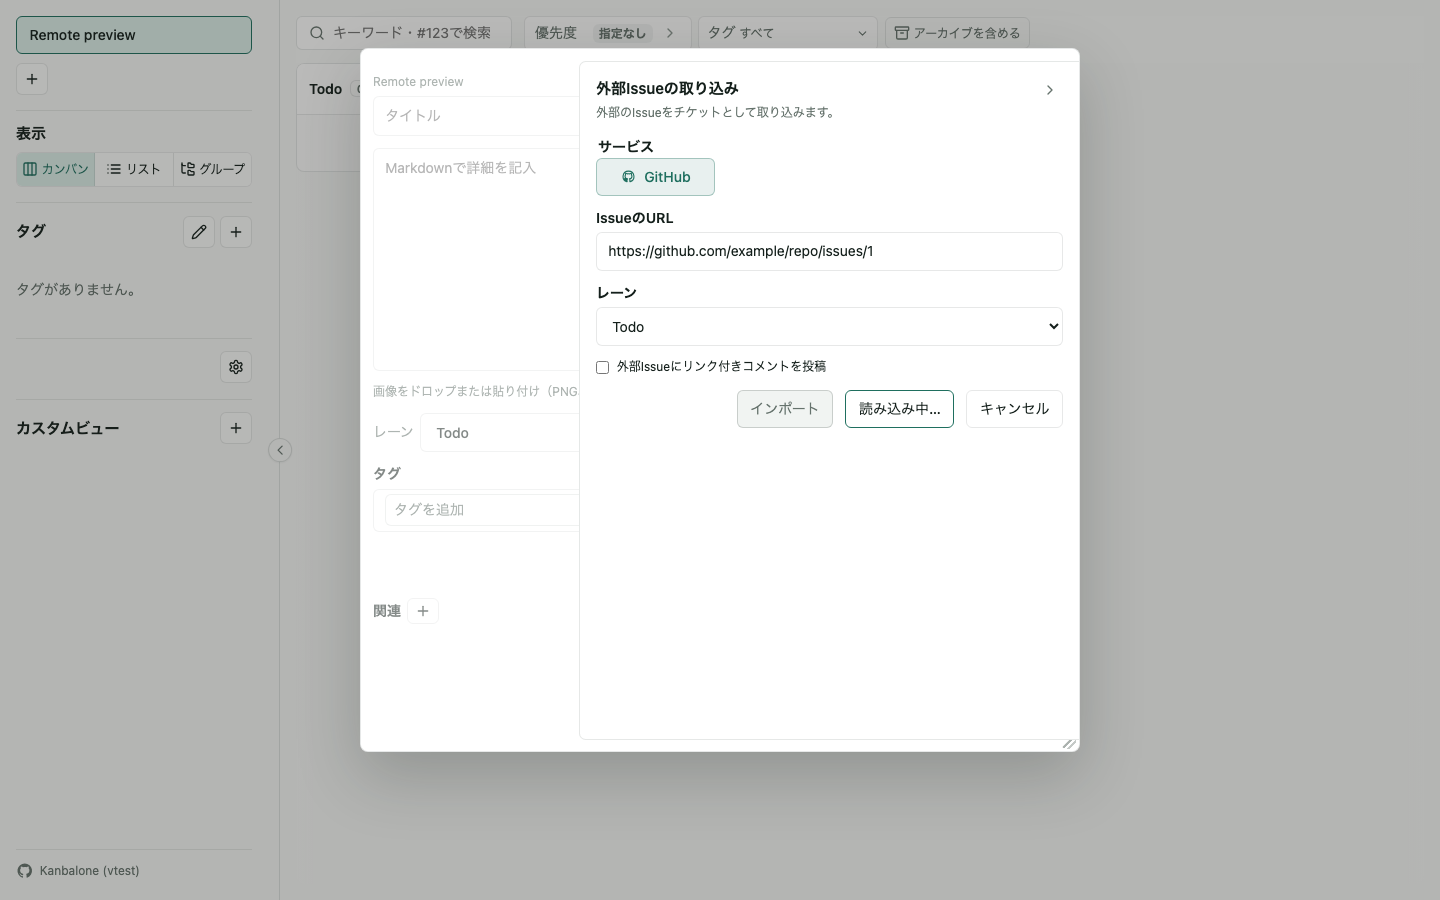 Remote preview
表示
カンバン
リスト
グループ
タグ
タグがありません。
カスタムビュー
Kanbalone (vtest)
キーワード・#123で検索
優先度 指定なし
タグ すべて
アーカイブを含める
Todo
Remote preview
タイトル
Markdownで詳細を記入
画像をドロップまたは貼り付け（PNG
レーン Todo
タグ
タグを追加
関連
外部Issueの取り込み
外部のIssueをチケットとして取り込みます。
サービス
GitHub
IssueのURL
https://github.com/example/repo/issues/1
レーン
Todo
外部Issueにリンク付きコメントを投稿
インポート
読み込み中...
キャンセル